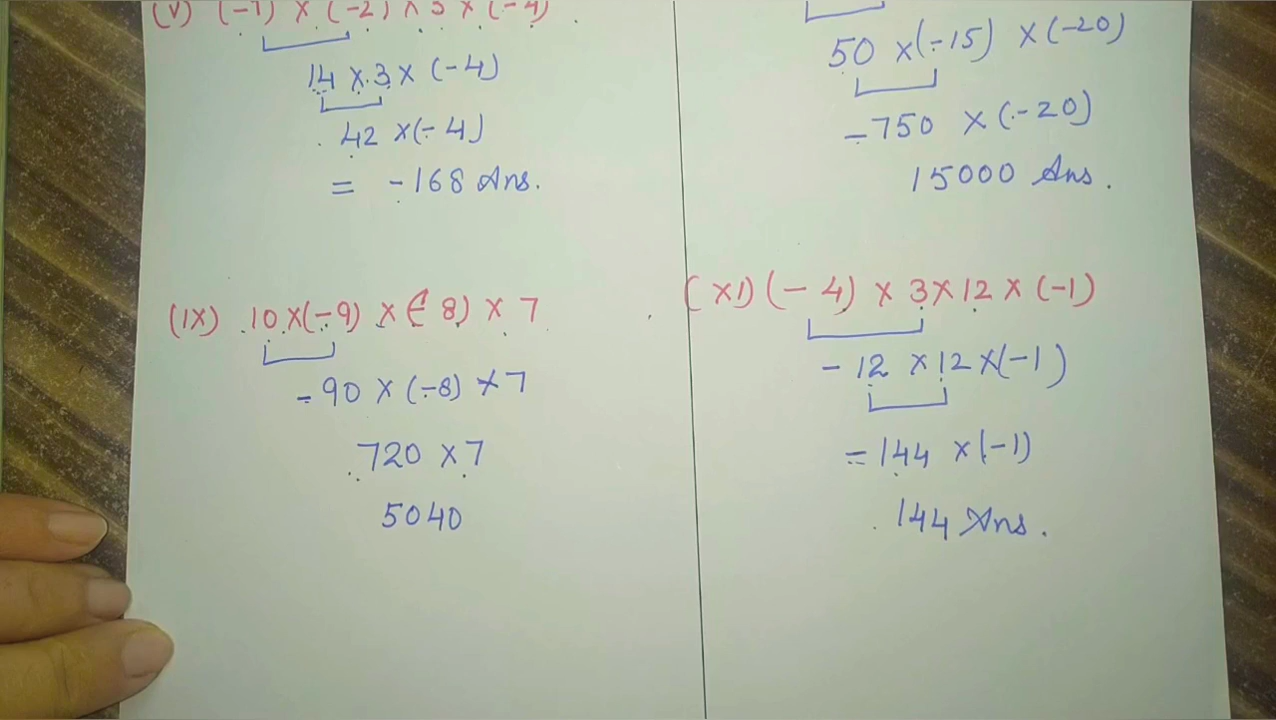 (V) (-7) × (-2) × 3 × (-4)
14 × 3 × (-4)
42 × (-4)
= -168 Ans.
(IX) 10 × (-9) × (-8) × 7
-90 × (-8) × 7
720 × 7
5040
50 × (-15) × (-20)
-750 × (-20)
15000 Ans.
(XI) (-4) × 3 × 12 × (-1)
-12 × 12 × (-1)
=144 × (-1)
144 Ans.